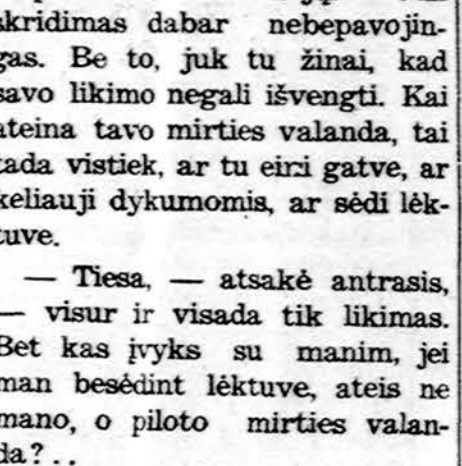 skridimas dabar nebepavojin-
gas. Be to, juk tu žinai, kad
savo likimo negali išvengti. Kai
ateina tavo mirties valanda, tai
tada vistiek, ar tu eini gatve, ar
keliauji dykumomis, ar sėdi lėk-
tuve.
— Tiesa, — atsakė antrasis,
— visur ir visada tik likimas.
Bet kas įvyks su manim, jei
man besėdint lėktuve, ateis ne
mano, o piloto mirties valan-
da?..